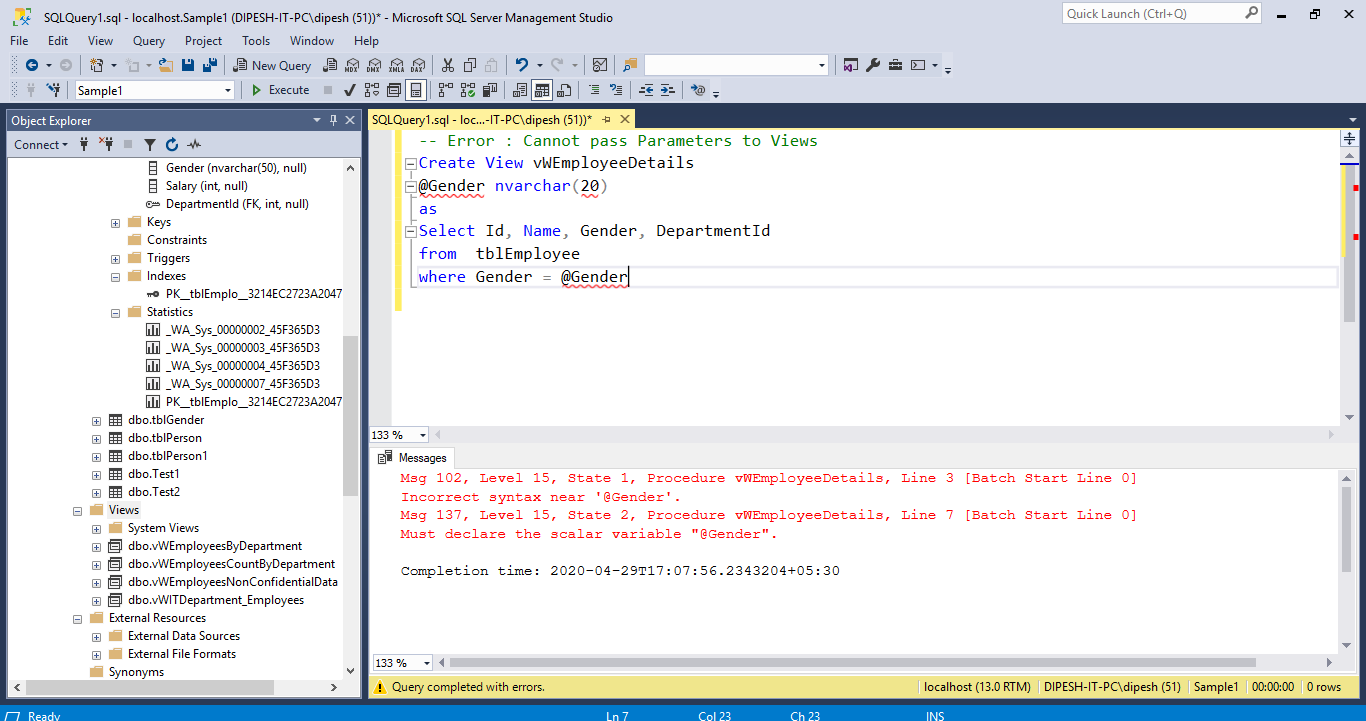 SQLQuery1.sql - localhost.Sample1 (DIPESH-IT-PC\dipesh (51))* - Microsoft SQL Server Management Studio
Quick Launch (Ctrl+Q)
File Edit View Query Project Tools Window Help
New Query
MDX DMX XMLA DAX
Sample1
Execute
Object Explorer
Connect
Gender (nvarchar(50), null)
Salary (int, null)
DepartmentId (FK, int, null)
Keys
Constraints
Triggers
Indexes
PK__tblEmplo__3214EC2723A2047
Statistics
_WA_Sys_00000002_45F365D3
_WA_Sys_00000003_45F365D3
_WA_Sys_00000004_45F365D3
_WA_Sys_00000007_45F365D3
PK__tblEmplo__3214EC2723A2047
dbo.tblGender
dbo.tblPerson
dbo.tblPerson1
dbo.Test1
dbo.Test2
Views
System Views
dbo.vWEmployeesByDepartment
dbo.vWEmployeesCountByDepartment
dbo.vWEmployeesNonConfidentialData
dbo.vWITDepartment_Employees
External Resources
External Data Sources
External File Formats
Synonyms
SQLQuery1.sql - loc...-IT-PC\dipesh (51))*
-- Error : Cannot pass Parameters to Views
Create View vWEmployeeDetails
@Gender nvarchar(20)
as
Select Id, Name, Gender, DepartmentId
from  tblEmployee
where Gender = @Gender
133 %
Messages
Msg 102, Level 15, State 1, Procedure vWEmployeeDetails, Line 3 [Batch Start Line 0]
Incorrect syntax near '@Gender'.
Msg 137, Level 15, State 2, Procedure vWEmployeeDetails, Line 7 [Batch Start Line 0]
Must declare the scalar variable "@Gender".
Completion time: 2020-04-29T17:07:56.2343204+05:30
133 %
Query completed with errors.
localhost (13.0 RTM) DIPESH-IT-PC\dipesh (51) Sample1 00:00:00 0 rows
Ready Ln 7 Col 23 Ch 23 INS